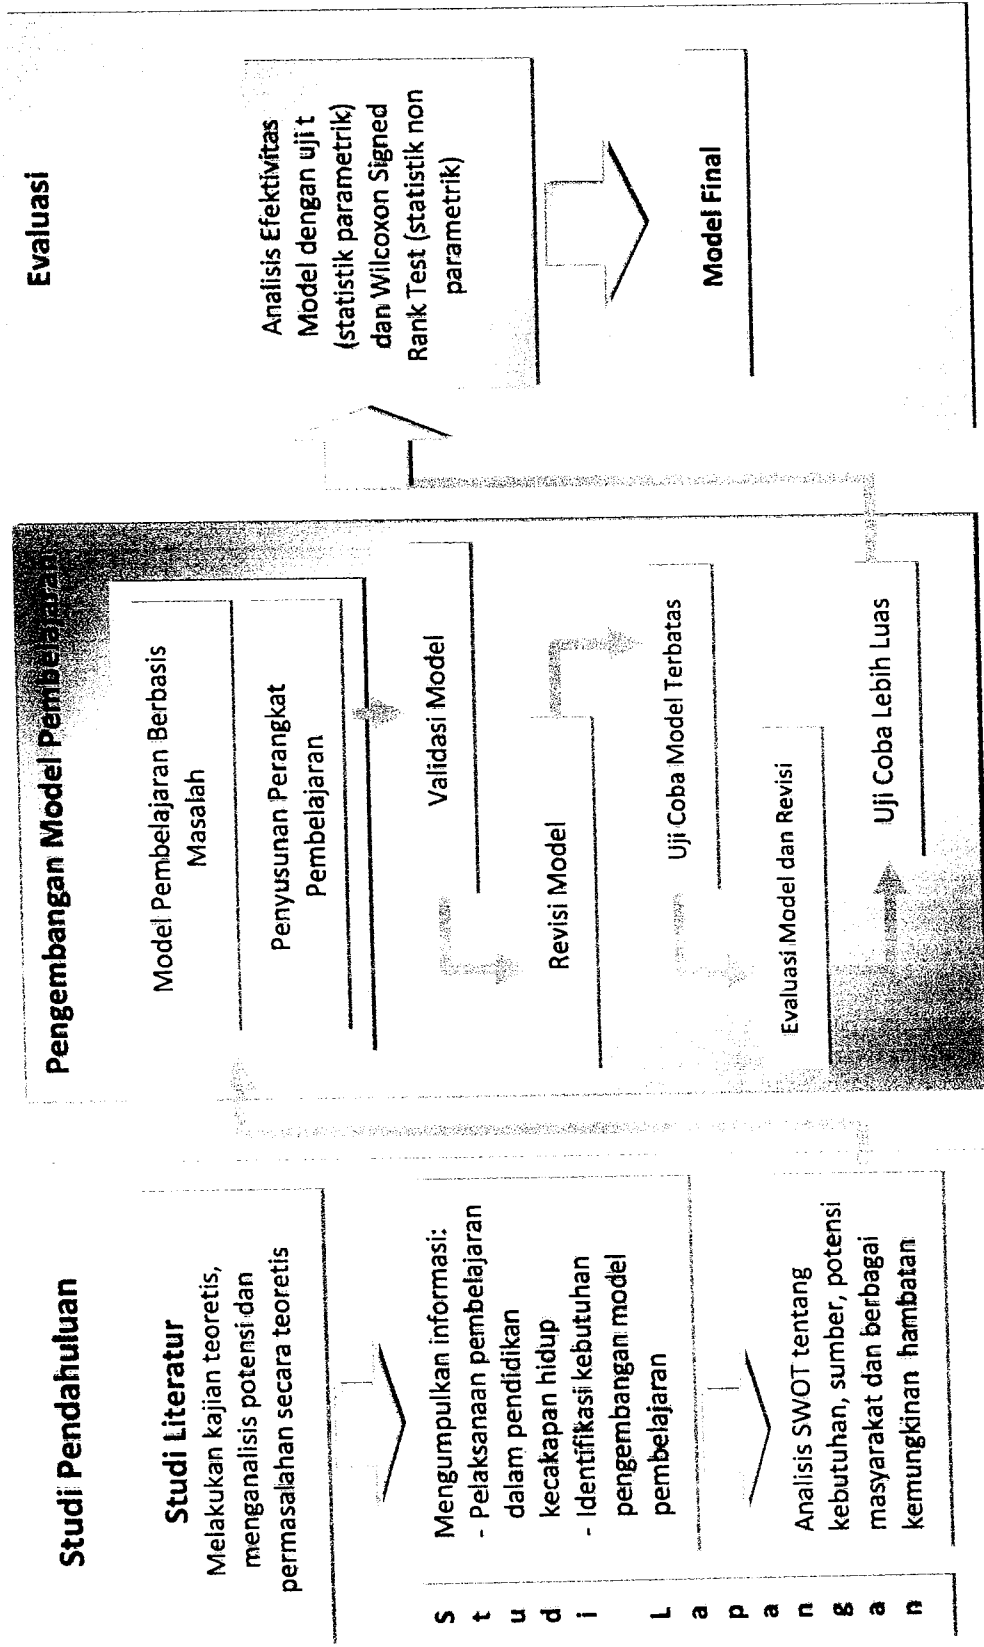 Studi Pendahuluan
Studi Literatur
Melakukan kajian teoretis,
menganalisis potensi dan
permasalahan secara teoretis
Studi Lapangan
Mengumpulkan informasi:
- Pelaksanaan pembelajaran
dalam pendidikan
kecakapan hidup
- Identifikasi kebutuhan
pengembangan model
pembelajaran
Analisis SWOT tentang
kebutuhan, sumber, potensi
masyarakat dan berbagai
kemungkinan hambatan
Pengembangan Model Pembelajaran
Model Pembelajaran Berbasis
Masalah
Penyusunan Perangkat
Pembelajaran
Validasi Model
Revisi Model
Uji Coba Model Terbatas
Evaluasi Model dan Revisi
Uji Coba Lebih Luas
Evaluasi
Analisis Efektivitas
Model dengan uji t
(statistik parametrik)
dan Wilcoxon Signed
Rank Test (statistik non
parametrik)
Model Final